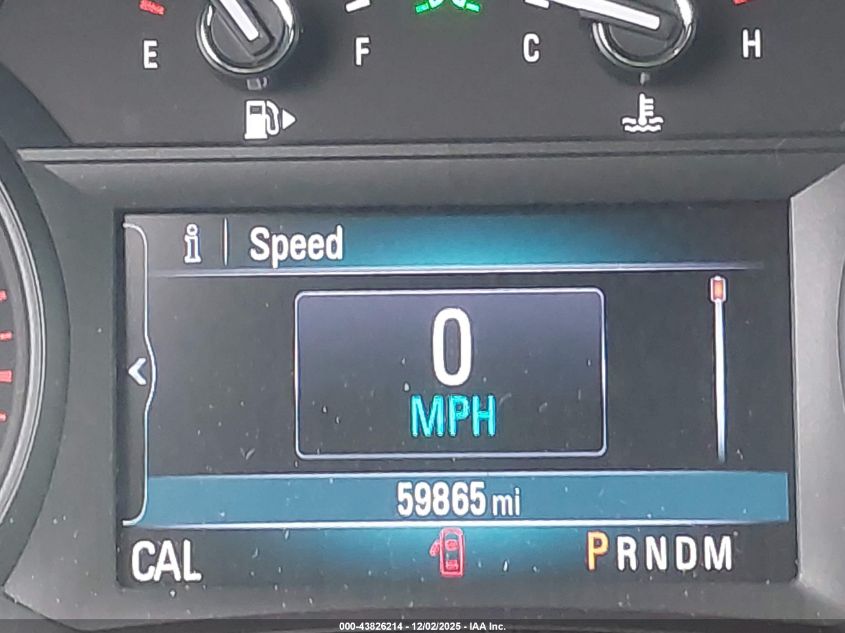 E F C H
i Speed
0
MPH
59865 mi
CAL PRNDM
000-43826214 - 12/02/2025 - IAA Inc.